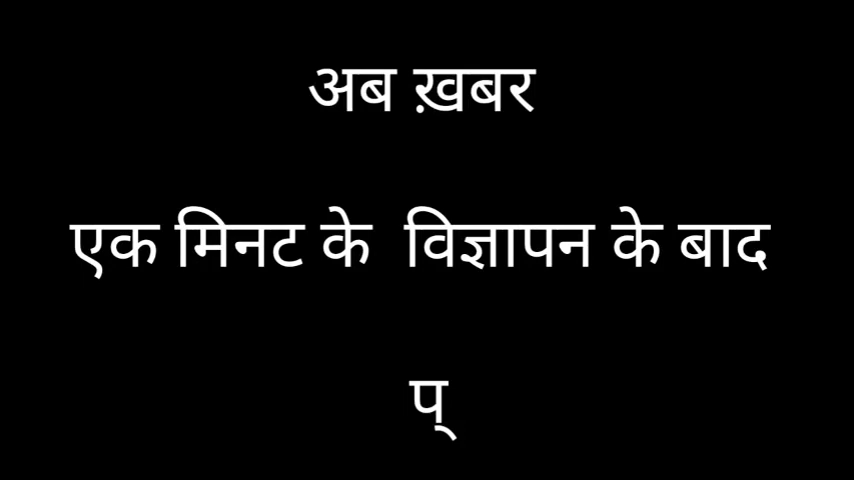 अब ख़बर
एक मिनट के  विज्ञापन के बाद
प्